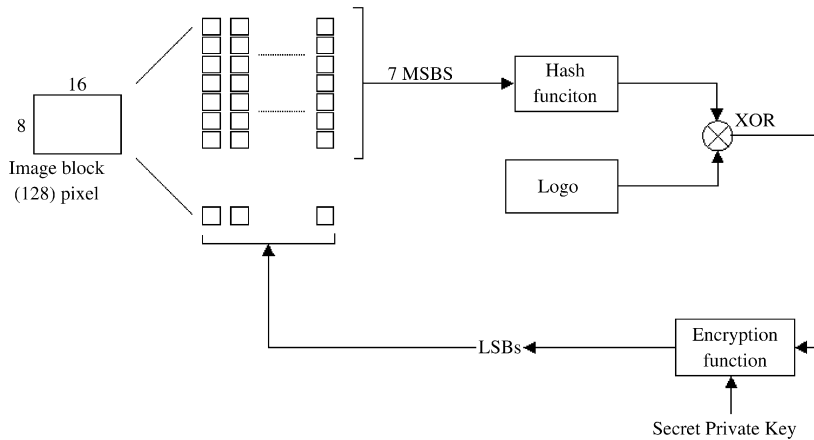 16
8
Image block
(128) pixel
7 MSBS
Hash
funciton
XOR
Logo
LSBs
Encryption
function
Secret Private Key